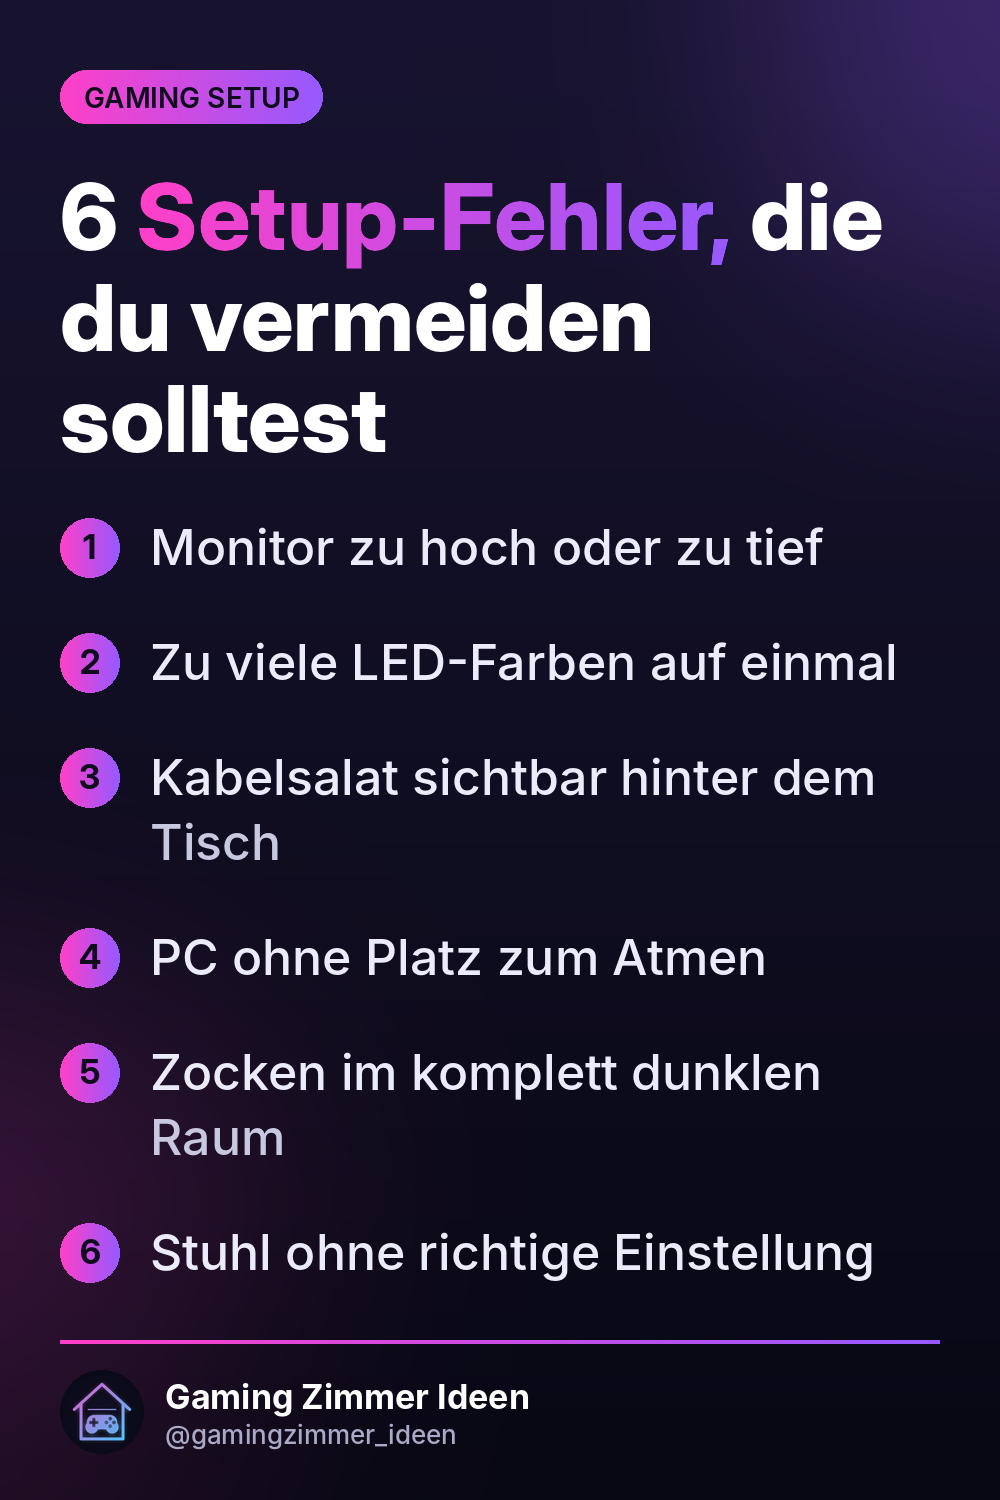 GAMING SETUP
6 Setup-Fehler, die
du vermeiden
solltest
1 Monitor zu hoch oder zu tief
2 Zu viele LED-Farben auf einmal
3 Kabelsalat sichtbar hinter dem
Tisch
4 PC ohne Platz zum Atmen
5 Zocken im komplett dunklen
Raum
6 Stuhl ohne richtige Einstellung
Gaming Zimmer Ideen
@gamingzimmer_ideen